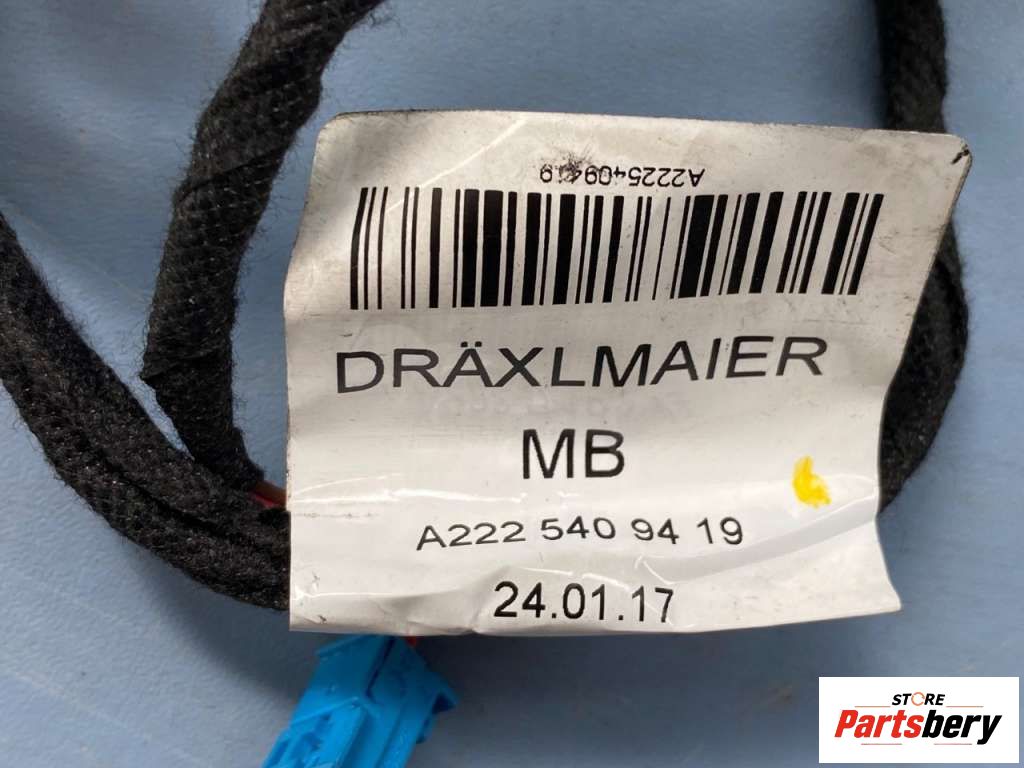 A2225409419
DRÄXLMAIER
MB
A222 540 94 19
24.01.17
STORE
Partsbery